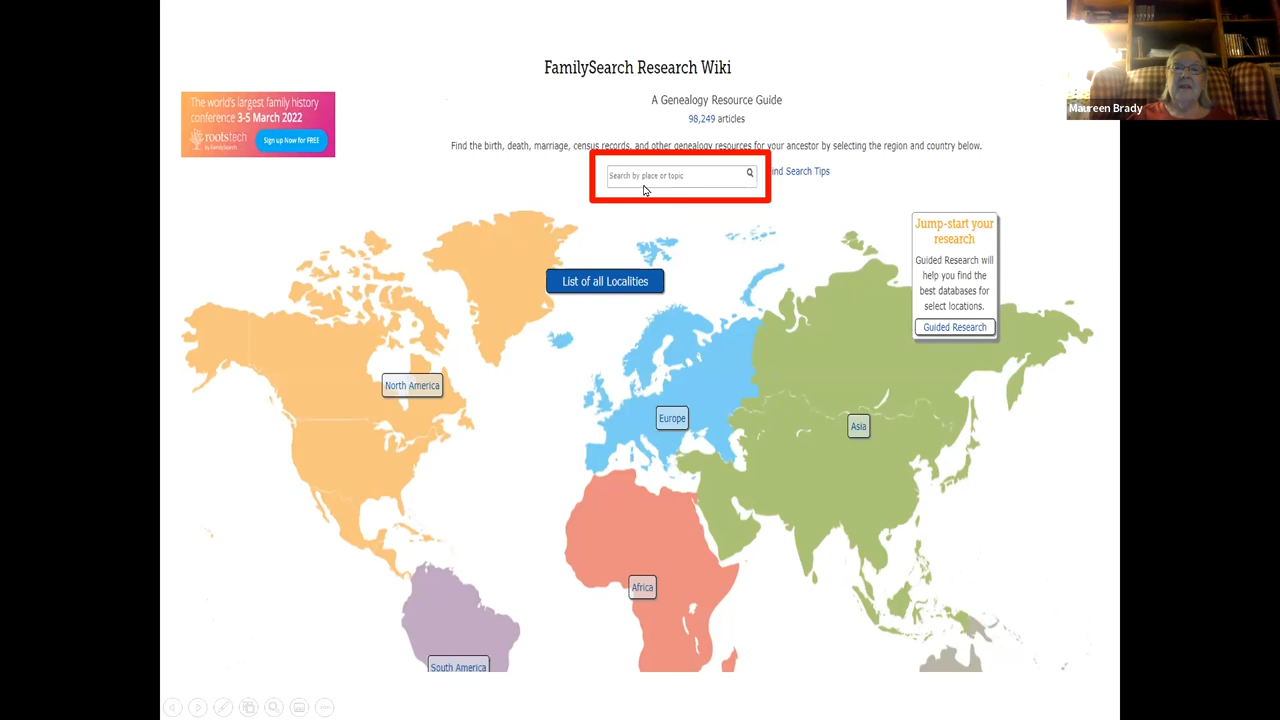 FamilySearch Research Wiki
Maureen Brady
A Genealogy Resource Guide
The world's largest family history
conference 3-5 March 2022
98,249 articles
rootstech
by FamilySearch
Sign up Now for FREE
Find the birth, death, marriage, census records, and other genealogy resources for your ancestor by selecting the region and country below.
Search by place or topic
ind Search Tips
Jump-start your
research
Guided Research will
help you find the
best databases for
select locations.
Guided Research
List of all Localities
North America
Europe
Asia
Africa
South America